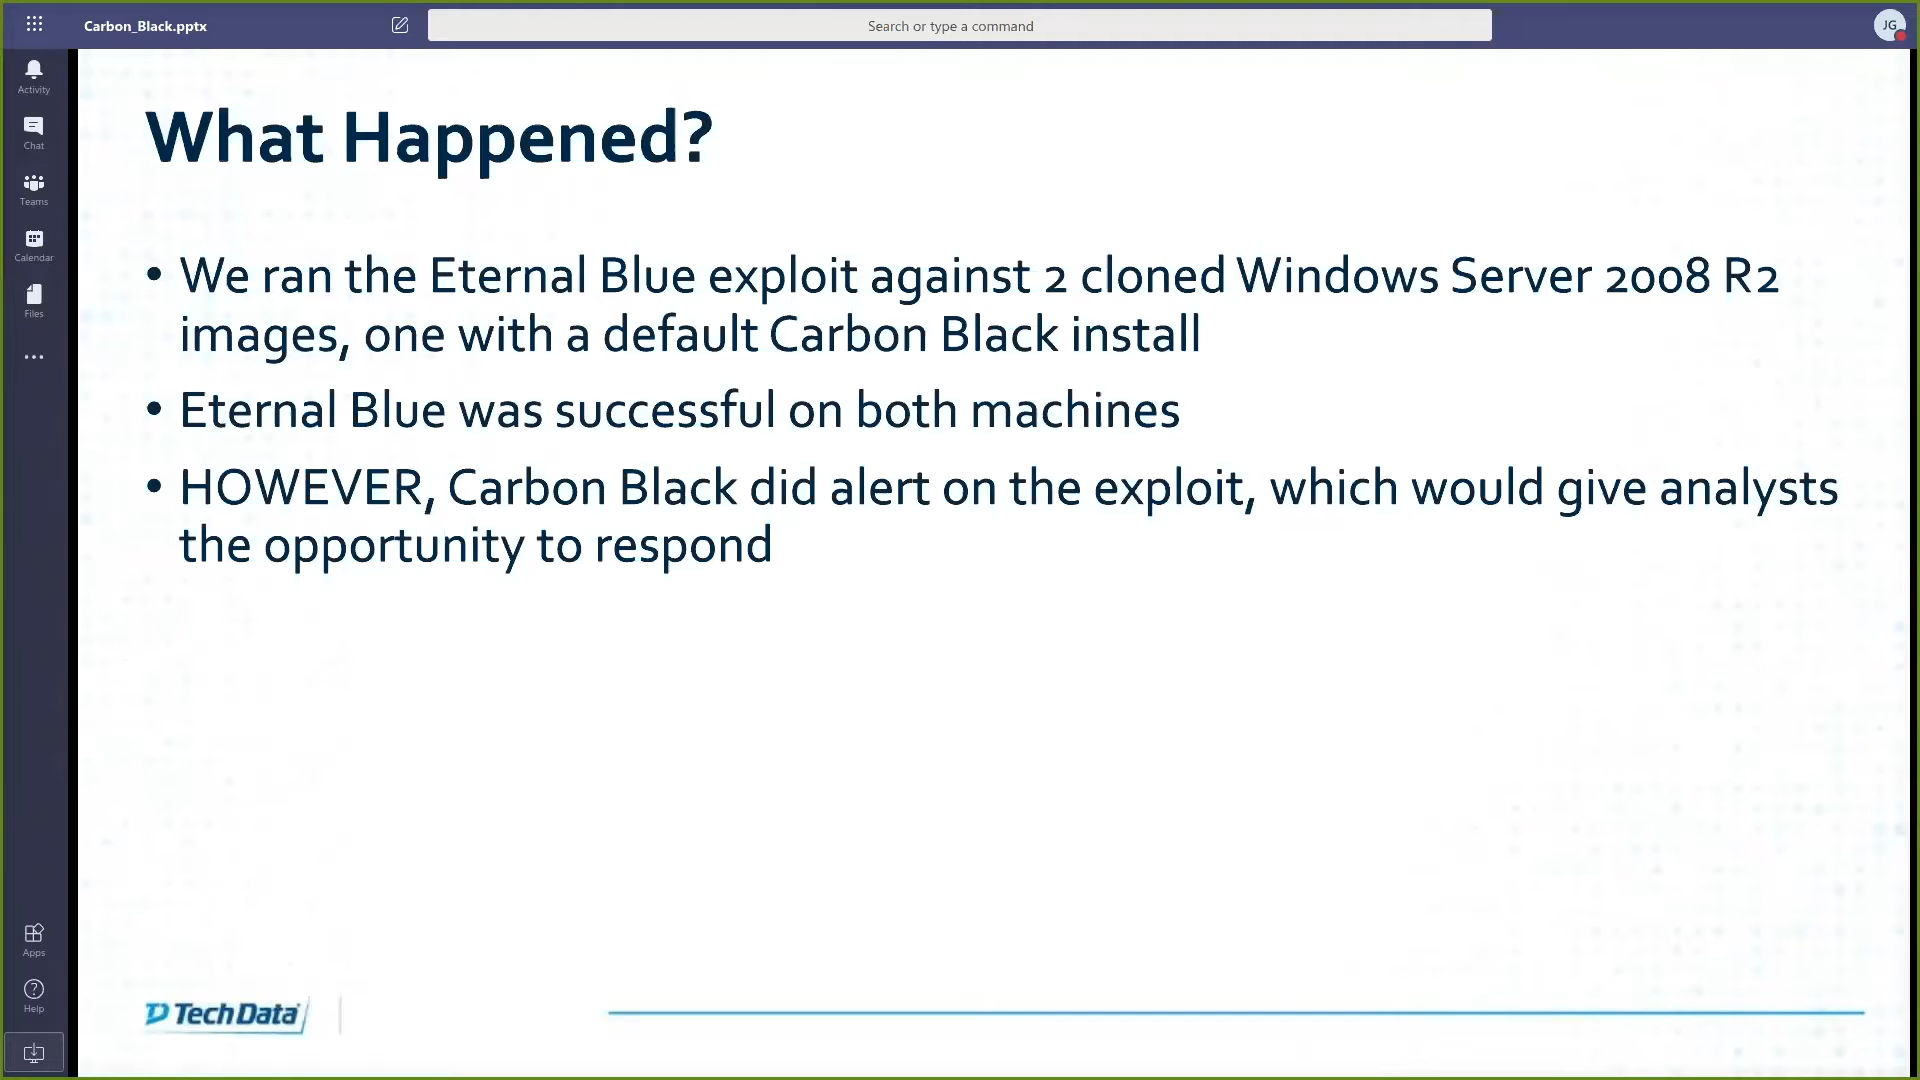 Carbon_Black.pptx
Search or type a command
JG
Activity
Chat
Teams
Calendar
Files
Apps
Help
What Happened?
• We ran the Eternal Blue exploit against 2 cloned Windows Server 2008 R2
images, one with a default Carbon Black install
• Eternal Blue was successful on both machines
• HOWEVER, Carbon Black did alert on the exploit, which would give analysts
the opportunity to respond
Tech Data